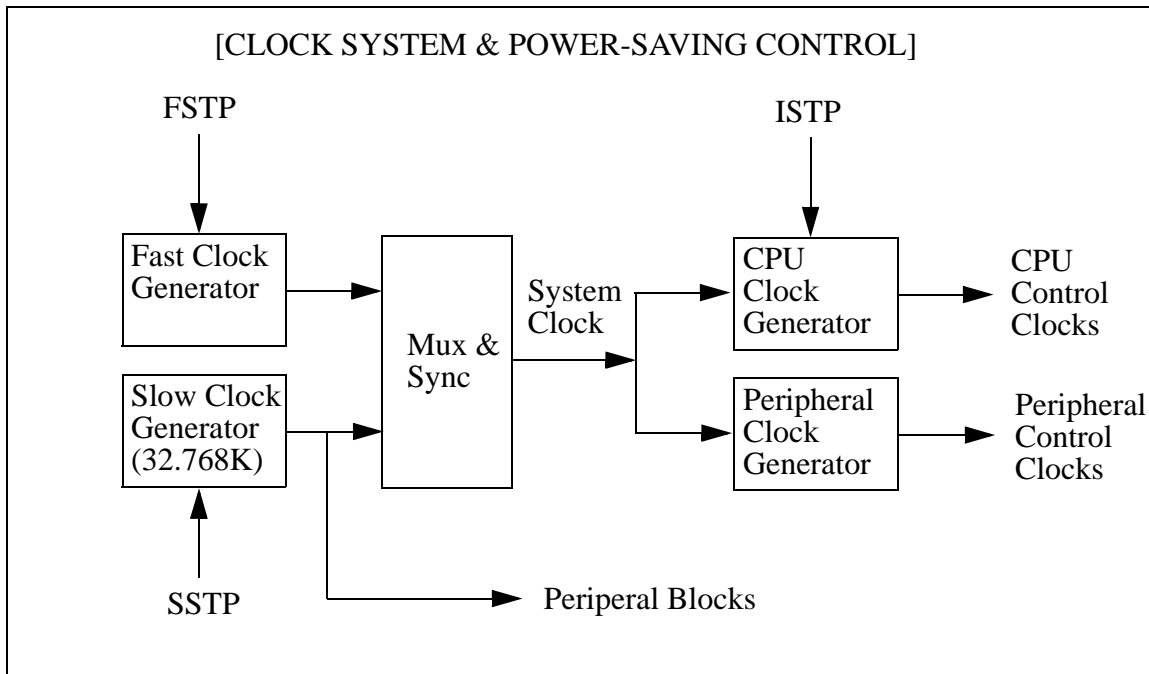 [CLOCK SYSTEM & POWER-SAVING CONTROL]
FSTP
ISTP
Fast Clock
Generator
Mux &
Sync
System
Clock
CPU
Clock
Generator
CPU
Control
Clocks
Slow Clock
Generator
(32.768K)
Peripheral
Clock
Generator
Peripheral
Control
Clocks
SSTP
Periperal Blocks